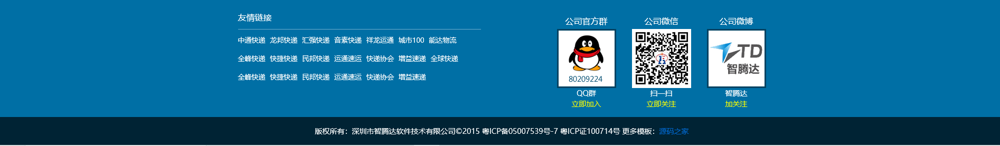 友情链接
中通快递 龙邦快递 汇强快递 音素快递 祥龙运通 城市100 能达物流
全峰快递 快捷快递 民邦快递 运通速运 快递协会 增益速递 全球快递
全峰快递 快捷快递 民邦快递 运通速运 快递协会 增益速递
公司官方群 公司微信 公司微博
80209224
TD
智腾达
QQ群 扫一扫 智腾达
立即加入 立即关注 加关注
版权所有：深圳市智腾达软件技术有限公司©2015 粤ICP备05007539号-7 粤ICP证100714号 更多模板：源码之家